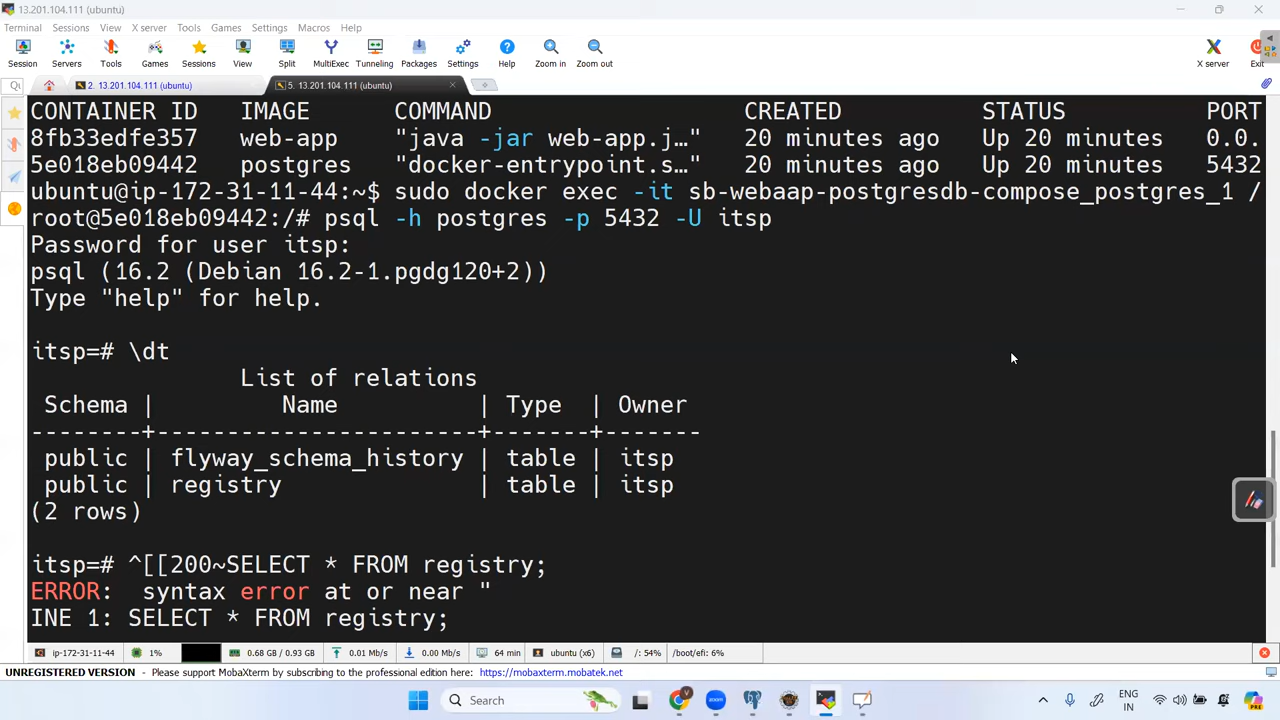 13.201.104.111 (ubuntu)
Terminal Sessions View X server Tools Games Settings Macros Help
Session Servers Tools Games Sessions View Split MultiExec Tunneling Packages Settings Help Zoom in Zoom out X server Exit
2. 13.201.104.111 (ubuntu) 5. 13.201.104.111 (ubuntu)
CONTAINER ID IMAGE COMMAND CREATED STATUS PORT
8fb33edfe357 web-app "java -jar web-app.j…" 20 minutes ago Up 20 minutes 0.0.
5e018eb09442 postgres "docker-entrypoint.s…" 20 minutes ago Up 20 minutes 5432
ubuntu@ip-172-31-11-44:~$ sudo docker exec -it sb-webaap-postgresdb-compose_postgres_1 /
root@5e018eb09442:/# psql -h postgres -p 5432 -U itsp
Password for user itsp:
psql (16.2 (Debian 16.2-1.pgdg120+2))
Type "help" for help.
itsp=# \dt
List of relations
Schema | Name | Type | Owner
--------+-----------------------+-------+-------
public | flyway_schema_history | table | itsp
public | registry | table | itsp
(2 rows)
itsp=# ^[[200~SELECT * FROM registry;
ERROR: syntax error at or near "
INE 1: SELECT * FROM registry;
ip-172-31-11-44 1% 0.68 GB / 0.93 GB 0.01 Mb/s 0.00 Mb/s 64 min ubuntu (x6) /: 54% /boot/efi: 6%
UNREGISTERED VERSION - Please support MobaXterm by subscribing to the professional edition here: https://mobaxterm.mobatek.net
Search
ENG
IN